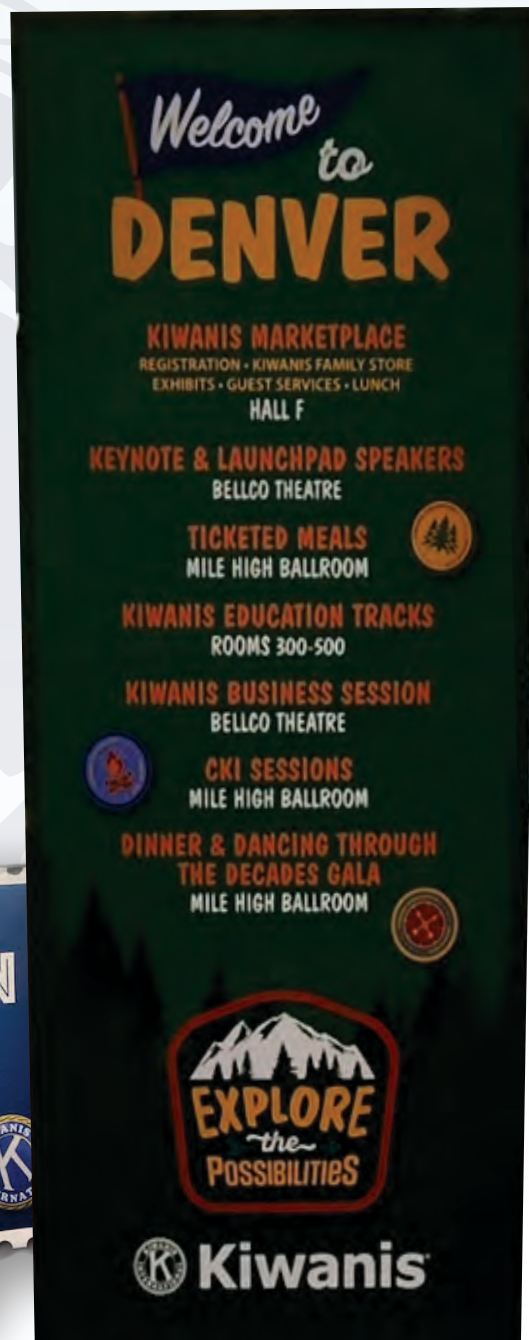 Welcome
to
DENVER
KIWANIS MARKETPLACE
REGISTRATION • KIWANIS FAMILY STORE
EXHIBITS • GUEST SERVICES • LUNCH
HALL F
KEYNOTE & LAUNCHPAD SPEAKERS
BELLCO THEATRE
TICKETED MEALS
MILE HIGH BALLROOM
KIWANIS EDUCATION TRACKS
ROOMS 300-500
KIWANIS BUSINESS SESSION
BELLCO THEATRE
CKI SESSIONS
MILE HIGH BALLROOM
DINNER & DANCING THROUGH
THE DECADES GALA
MILE HIGH BALLROOM
EXPLORE
the
POSSIBILITIES
K Kiwanis
N
K